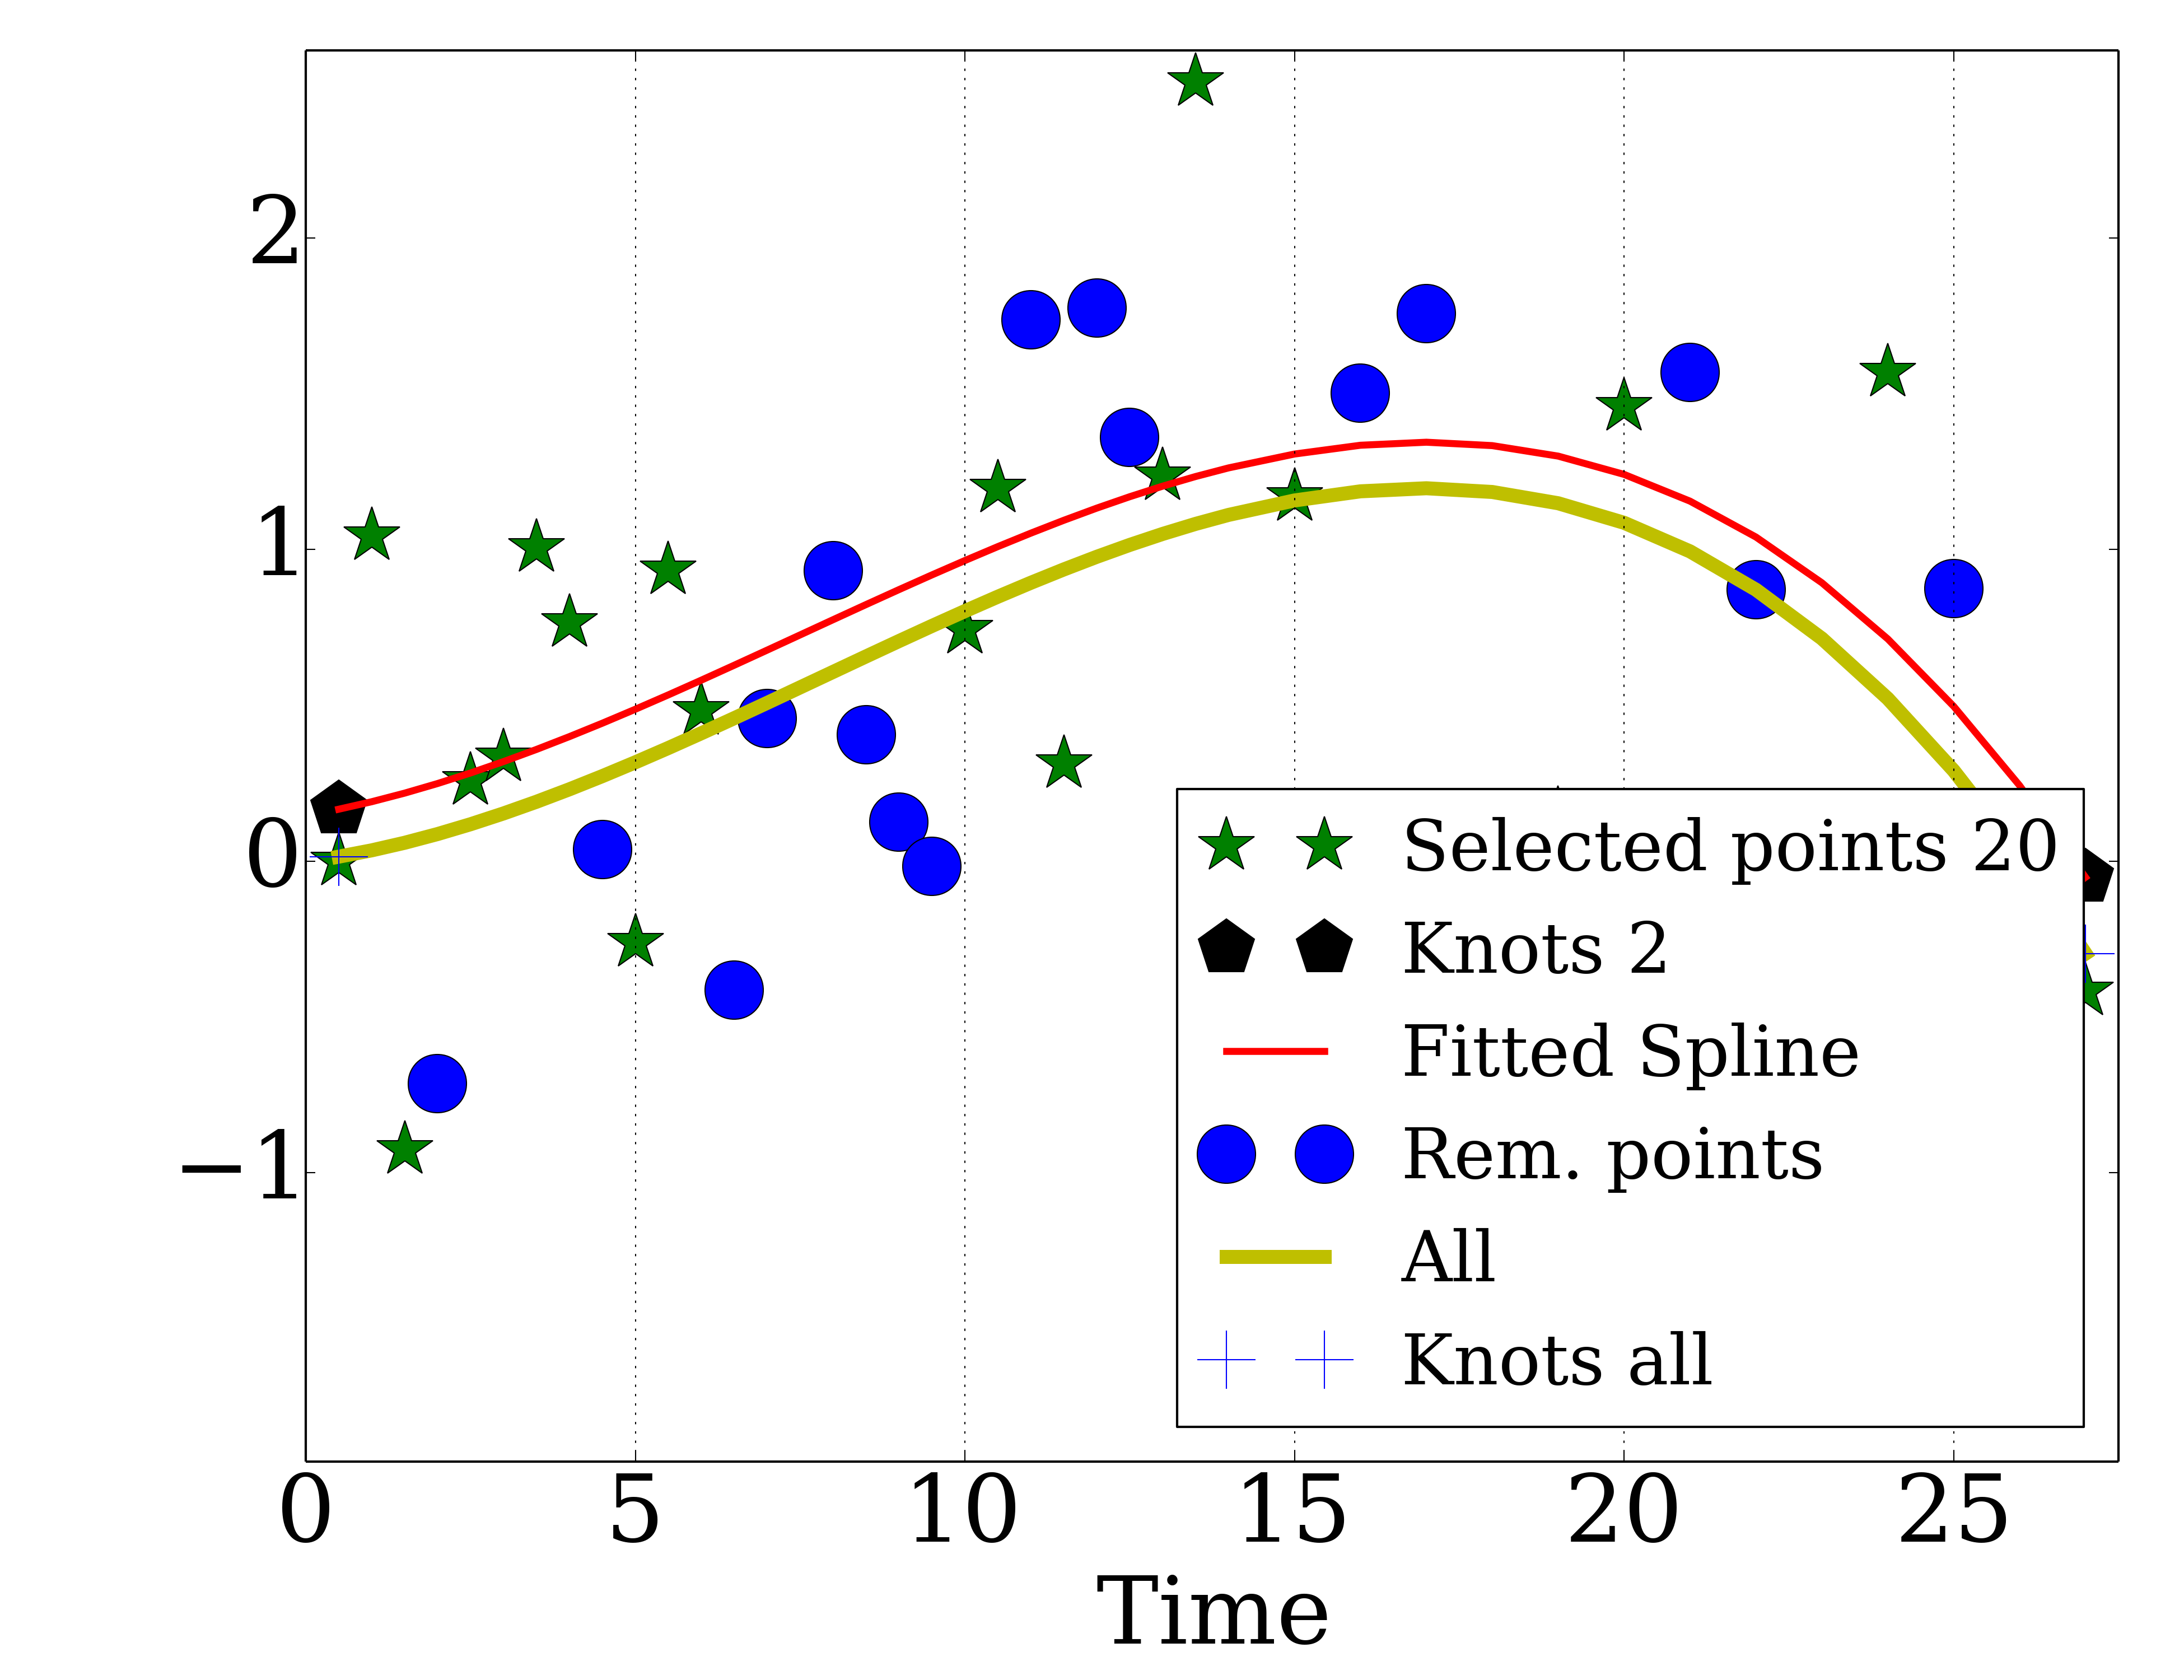 2
1
0
−1
Selected points 20
Knots 2
Fitted Spline
Rem. points
All
Knots all
0 5 10 15 20 25
Time